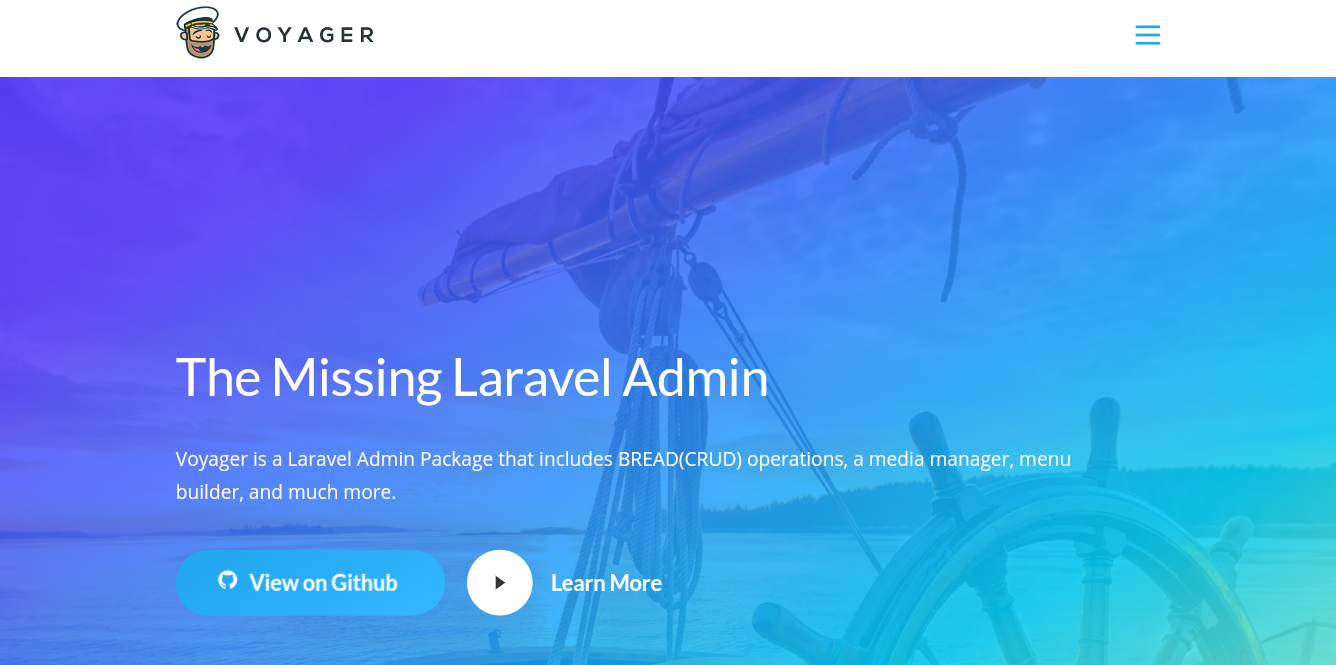 VOYAGER
The Missing Laravel Admin
Voyager is a Laravel Admin Package that includes BREAD(CRUD) operations, a media manager, menu
builder, and much more.
View on Github
Learn More